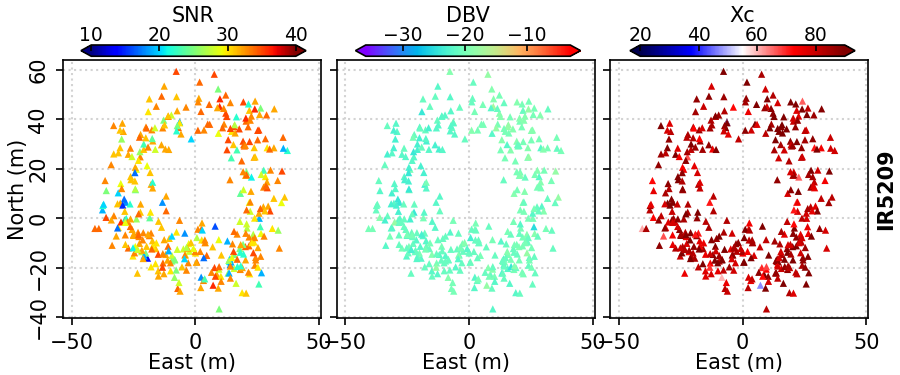 SNR DBV Xc
10 20 30 40 −30 −20 −10 20 40 60 80
60
40
20
0
−20
−40
North (m)
IR5209
−50 0 50 −50 0 50 −50 0 50
East (m) East (m) East (m)